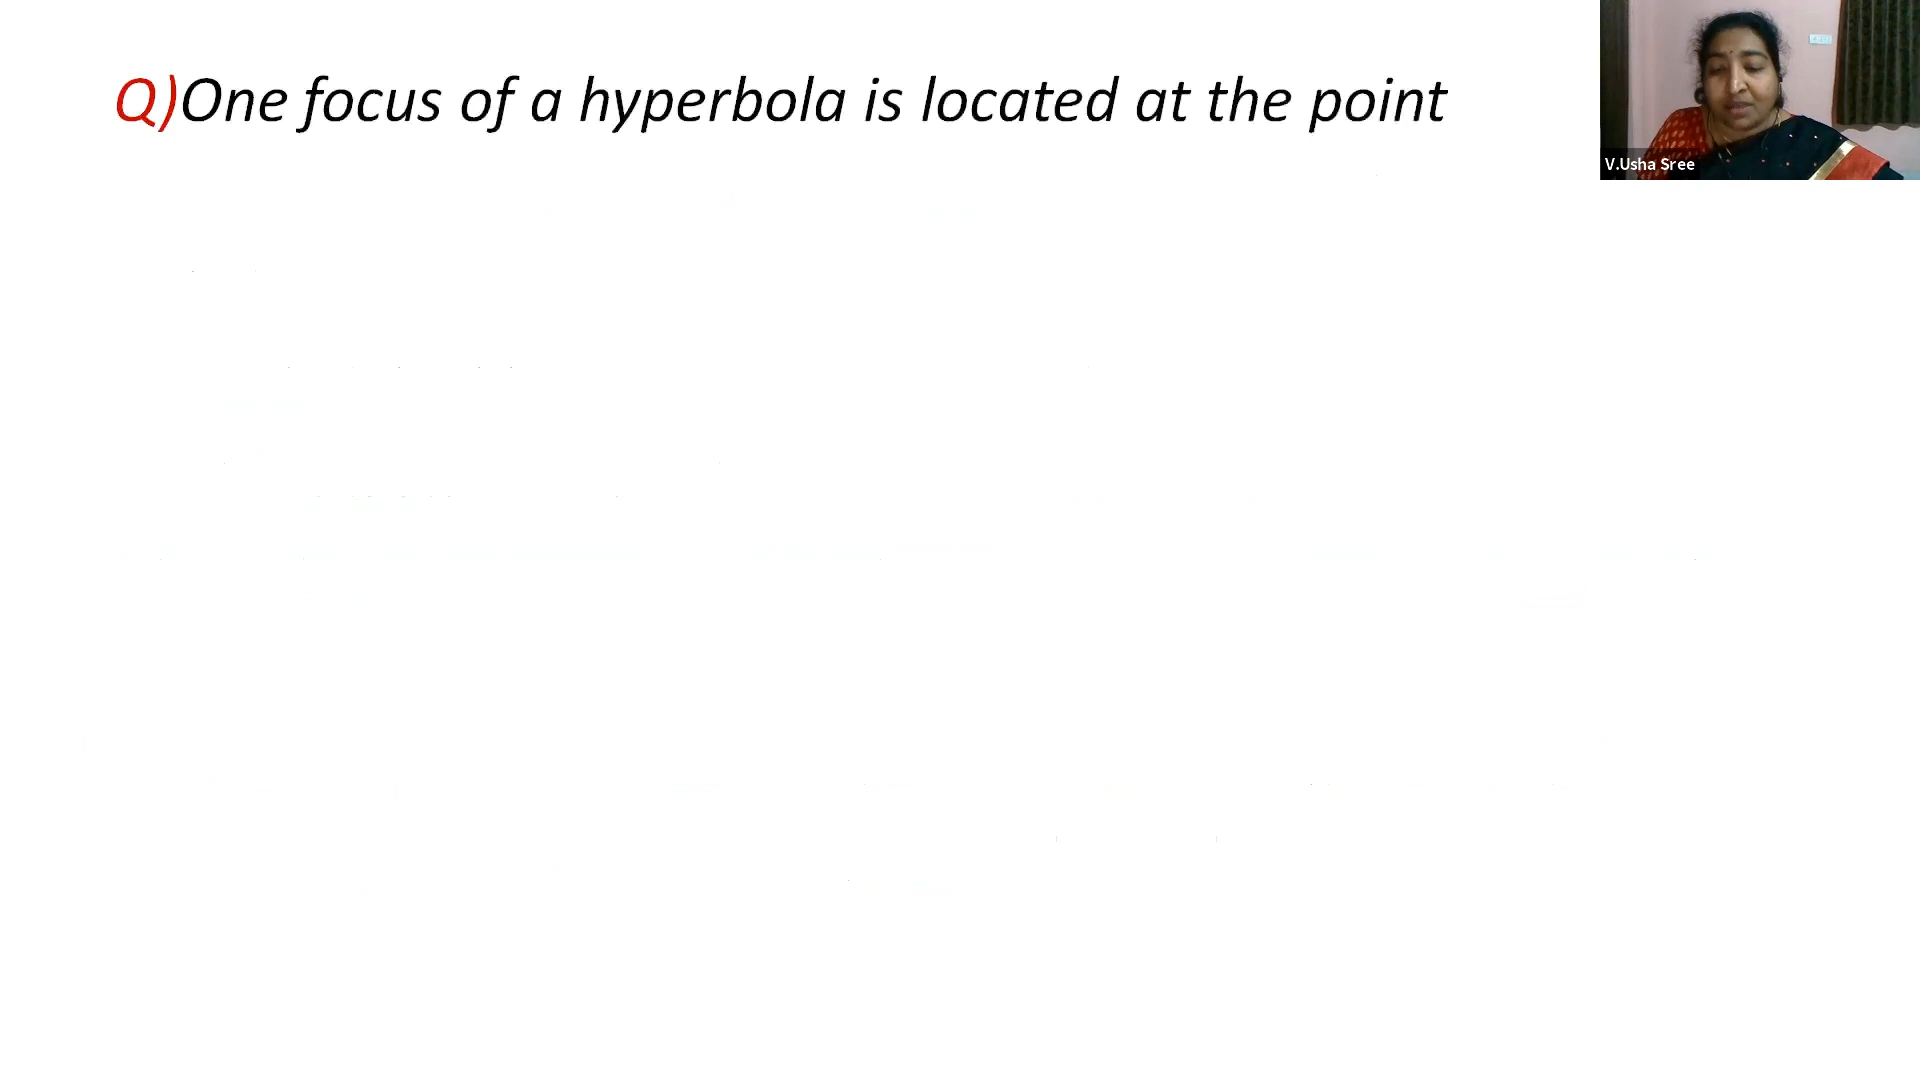 Q)One focus of a hyperbola is located at the point
V.Usha Sree